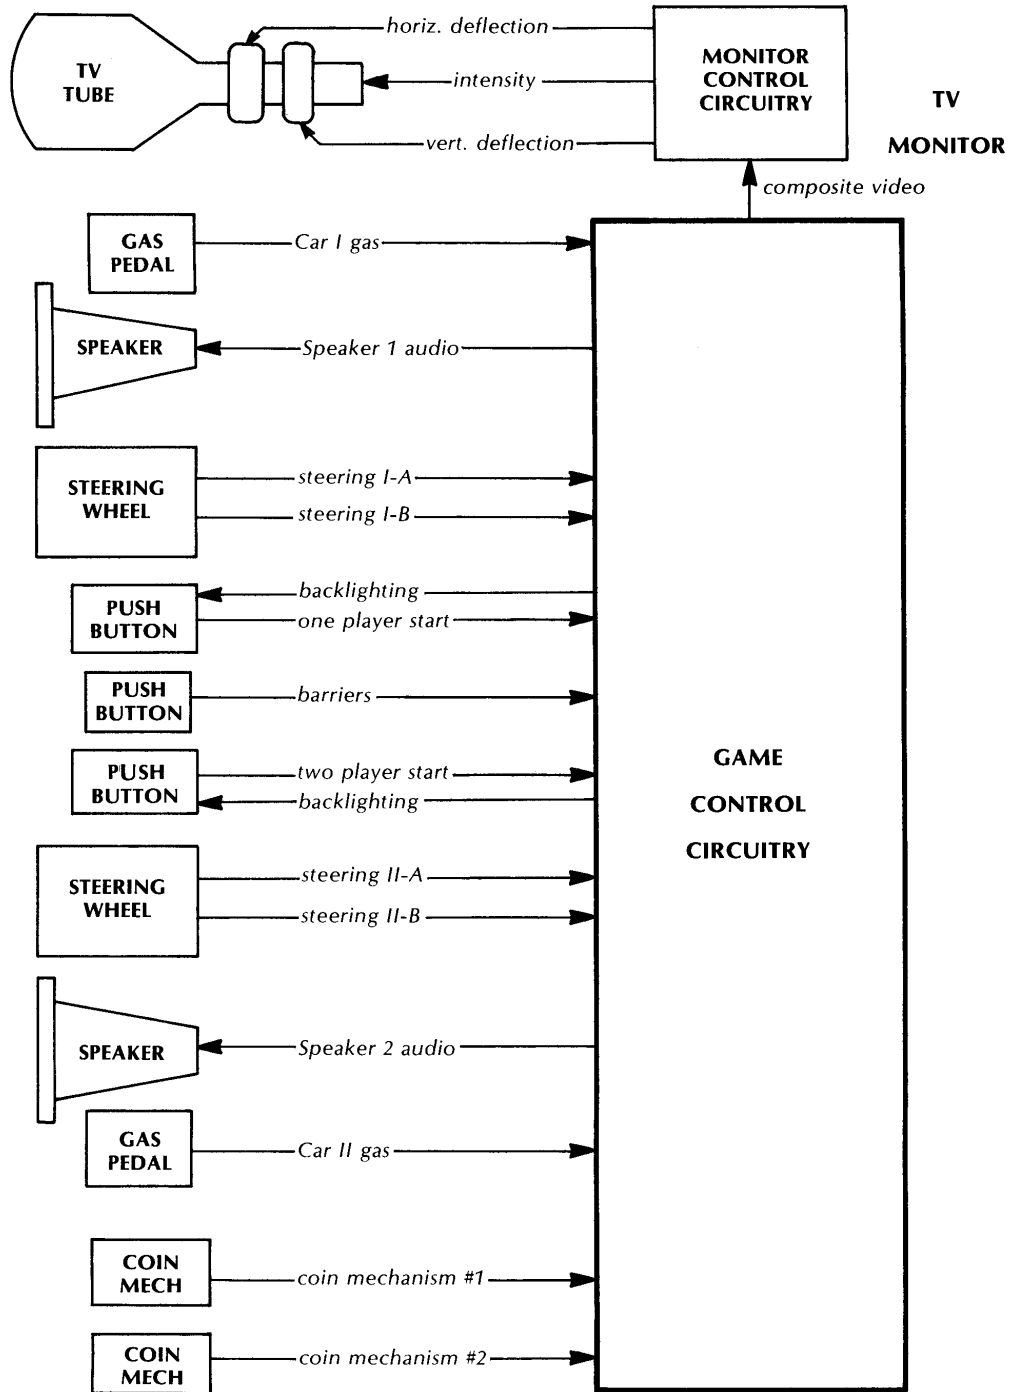 TV
TUBE
horiz. deflection
intensity
vert. deflection
MONITOR
CONTROL
CIRCUITRY
TV
MONITOR
composite video
GAS
PEDAL
Car I gas
SPEAKER
Speaker 1 audio
STEERING
WHEEL
steering I-A
steering I-B
PUSH
BUTTON
backlighting
one player start
PUSH
BUTTON
barriers
PUSH
BUTTON
two player start
backlighting
GAME
CONTROL
CIRCUITRY
STEERING
WHEEL
steering II-A
steering II-B
SPEAKER
Speaker 2 audio
GAS
PEDAL
Car II gas
COIN
MECH
coin mechanism #1
COIN
MECH
coin mechanism #2